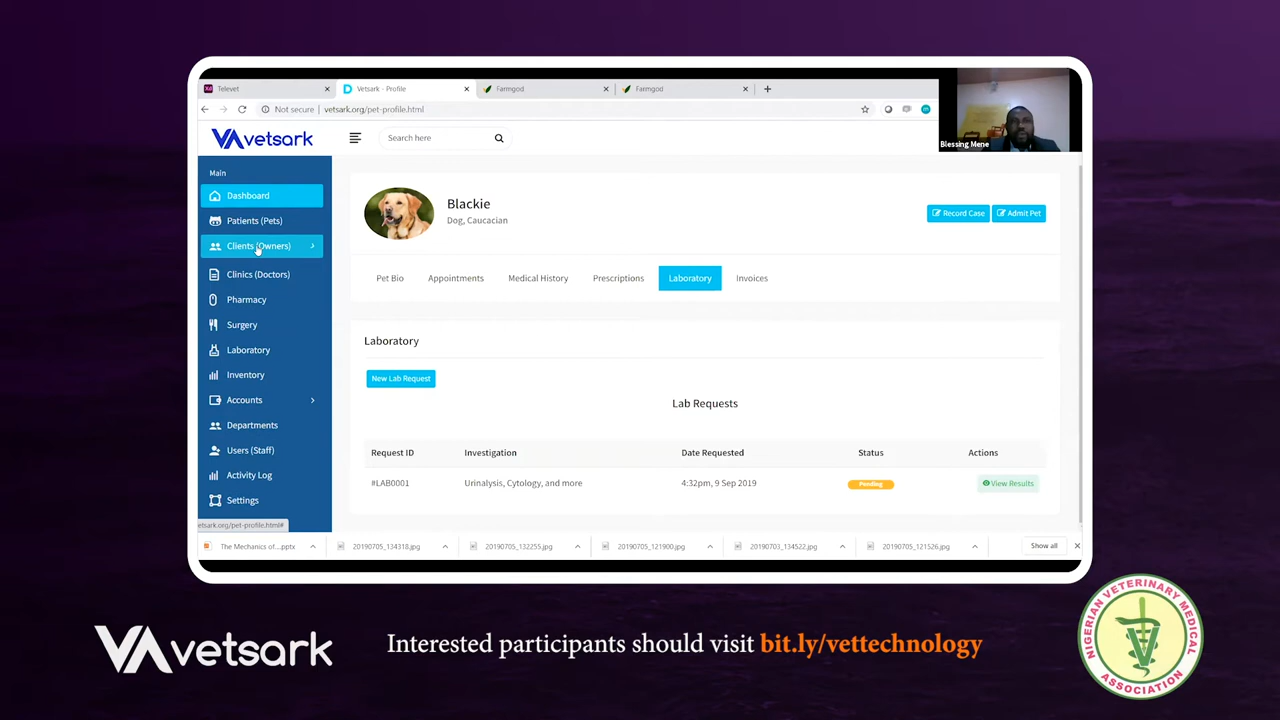 Televet
Vetsark - Profile
Farmgod
Farmgod
Not secure
vetsark.org/pet-profile.html
vetsark
Search here
Blessing Mene
Main
Dashboard
Patients (Pets)
Clients (Owners)
Clinics (Doctors)
Pharmacy
Surgery
Laboratory
Inventory
Accounts
Departments
Users (Staff)
Activity Log
Settings
etsark.org/pet-profile.html#
Blackie
Dog, Caucacian
Record Case
Admit Pet
Pet Bio
Appointments
Medical History
Prescriptions
Laboratory
Invoices
Laboratory
New Lab Request
Lab Requests
Request ID Investigation Date Requested Status Actions
#LAB0001 Urinalysis, Cytology, and more 4:32pm, 9 Sep 2019 Pending View Results
The Mechanics of....pptx
20190705_134318.jpg
20190705_132255.jpg
20190705_121900.jpg
20190703_134522.jpg
20190705_121526.jpg
Show all
vetsark
Interested participants should visit bit.ly/vettechnology
NIGERIAN VETERINARY MEDICAL ASSOCIATION